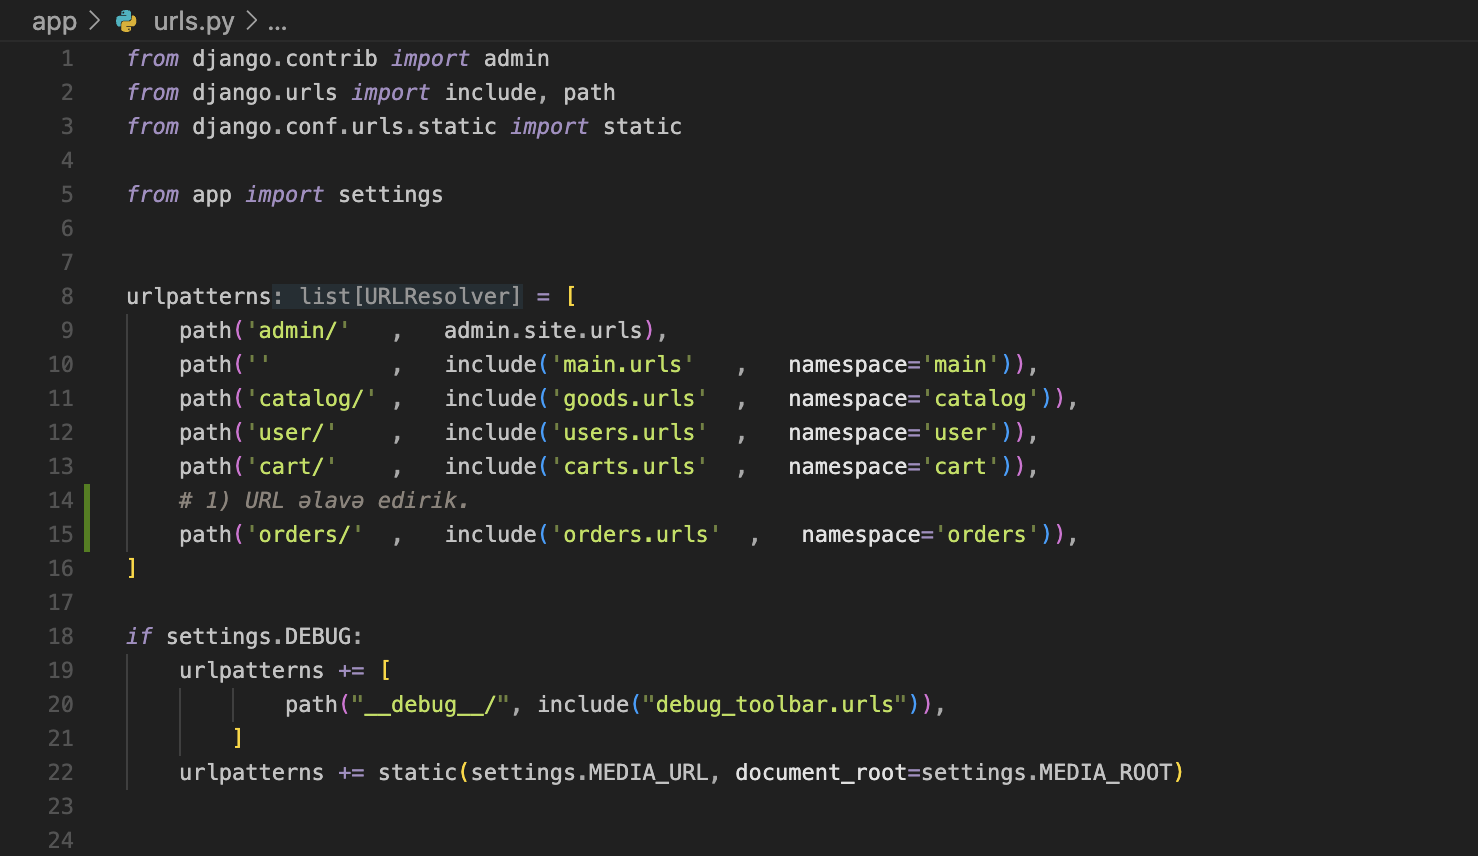 app > urls.py > ...
1 from django.contrib import admin
2 from django.urls import include, path
3 from django.conf.urls.static import static
4
5 from app import settings
6
7
8 urlpatterns: list[URLResolver] = [
9     path('admin/'   ,   admin.site.urls),
10     path(''         ,   include('main.urls'   ,   namespace='main')),
11     path('catalog/' ,   include('goods.urls'  ,   namespace='catalog')),
12     path('user/'    ,   include('users.urls'  ,   namespace='user')),
13     path('cart/'    ,   include('carts.urls'  ,   namespace='cart')),
14     # 1) URL əlavə edirik.
15     path('orders/'  ,   include('orders.urls'  ,   namespace='orders')),
16 ]
17
18 if settings.DEBUG:
19     urlpatterns += [
20             path("__debug__/", include("debug_toolbar.urls")),
21         ]
22     urlpatterns += static(settings.MEDIA_URL, document_root=settings.MEDIA_ROOT)
23
24